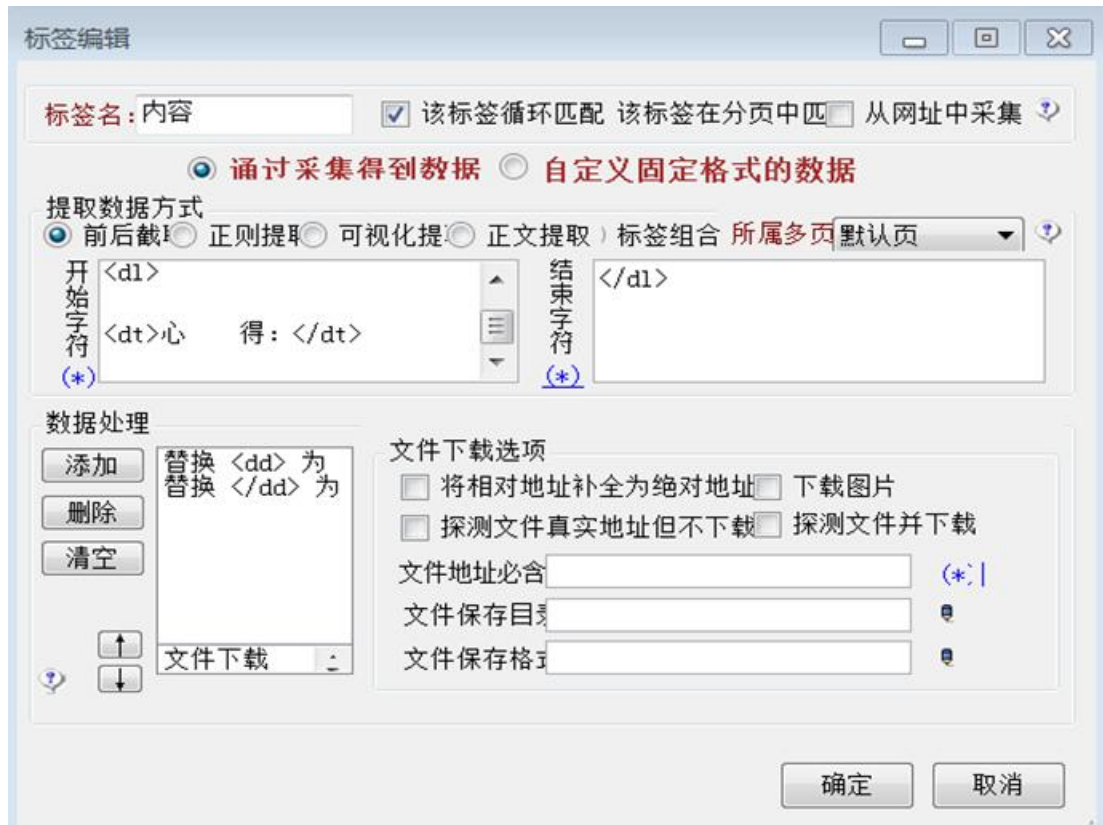 标签编辑
标签名:内容 该标签循环匹配 该标签在分页中匹 从网址中采集
通过采集得到数据 自定义固定格式的数据
提取数据方式
前后截 正则提 可视化提 正文提取 标签组合 所属多页 默认页
开始字符
(*)
<dl>
<dt>心 得:</dt>
结束字符
(*)
</dl>
数据处理
添加
删除
清空
替换 <dd> 为
替换 </dd> 为
文件下载
文件下载选项
将相对地址补全为绝对地址 下载图片
探测文件真实地址但不下载 探测文件并下载
文件地址必含 (*)
文件保存目
文件保存格
确定 取消